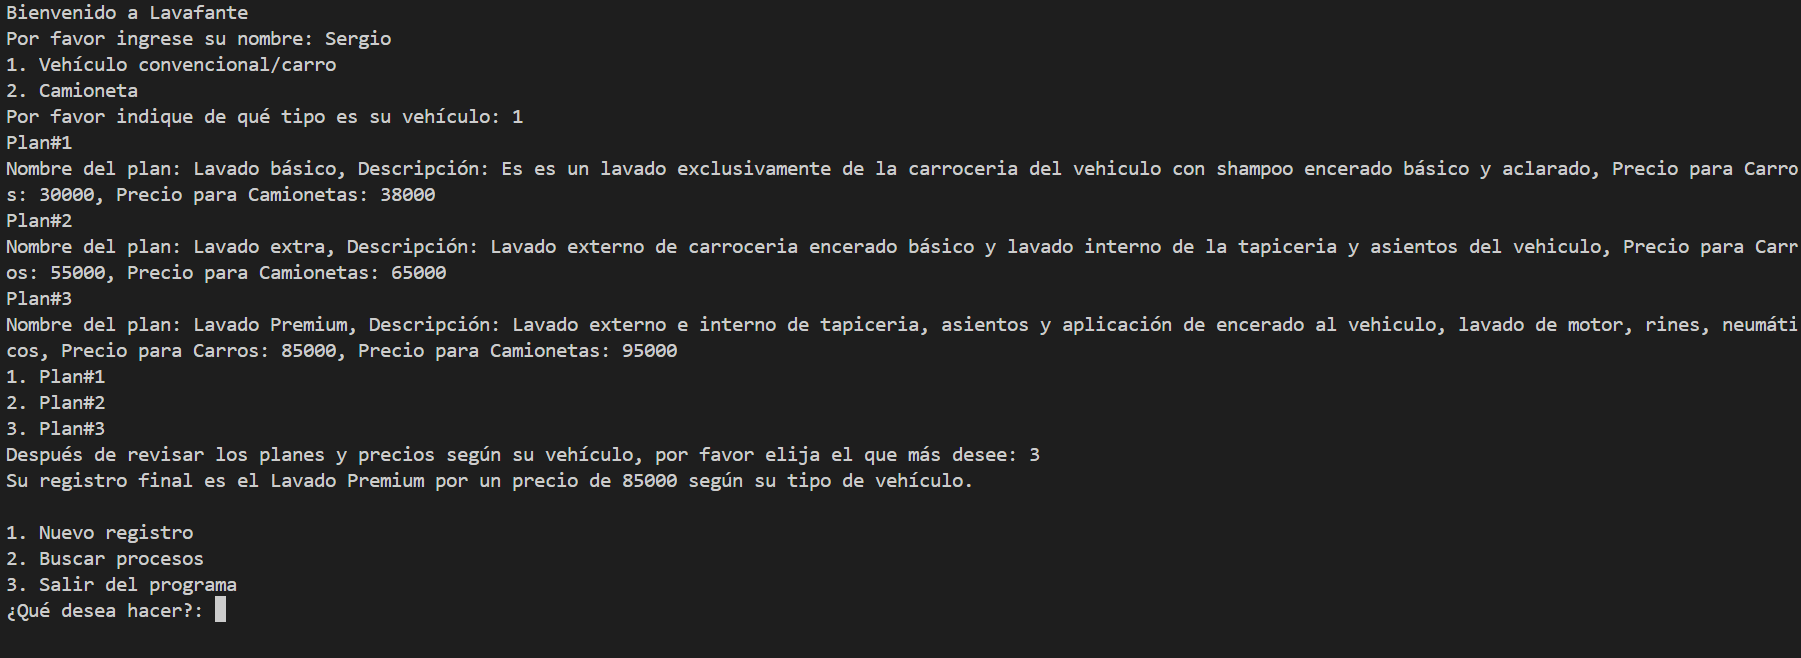 Bienvenido a Lavafante
Por favor ingrese su nombre: Sergio
1. Vehículo convencional/carro
2. Camioneta
Por favor indique de qué tipo es su vehículo: 1
Plan#1
Nombre del plan: Lavado básico, Descripción: Es es un lavado exclusivamente de la carroceria del vehiculo con shampoo encerado básico y aclarado, Precio para Carro
s: 30000, Precio para Camionetas: 38000
Plan#2
Nombre del plan: Lavado extra, Descripción: Lavado externo de carroceria encerado básico y lavado interno de la tapiceria y asientos del vehiculo, Precio para Carr
os: 55000, Precio para Camionetas: 65000
Plan#3
Nombre del plan: Lavado Premium, Descripción: Lavado externo e interno de tapiceria, asientos y aplicación de encerado al vehiculo, lavado de motor, rines, neumáti
cos, Precio para Carros: 85000, Precio para Camionetas: 95000
1. Plan#1
2. Plan#2
3. Plan#3
Después de revisar los planes y precios según su vehículo, por favor elija el que más desee: 3
Su registro final es el Lavado Premium por un precio de 85000 según su tipo de vehículo.
1. Nuevo registro
2. Buscar procesos
3. Salir del programa
¿Qué desea hacer?: